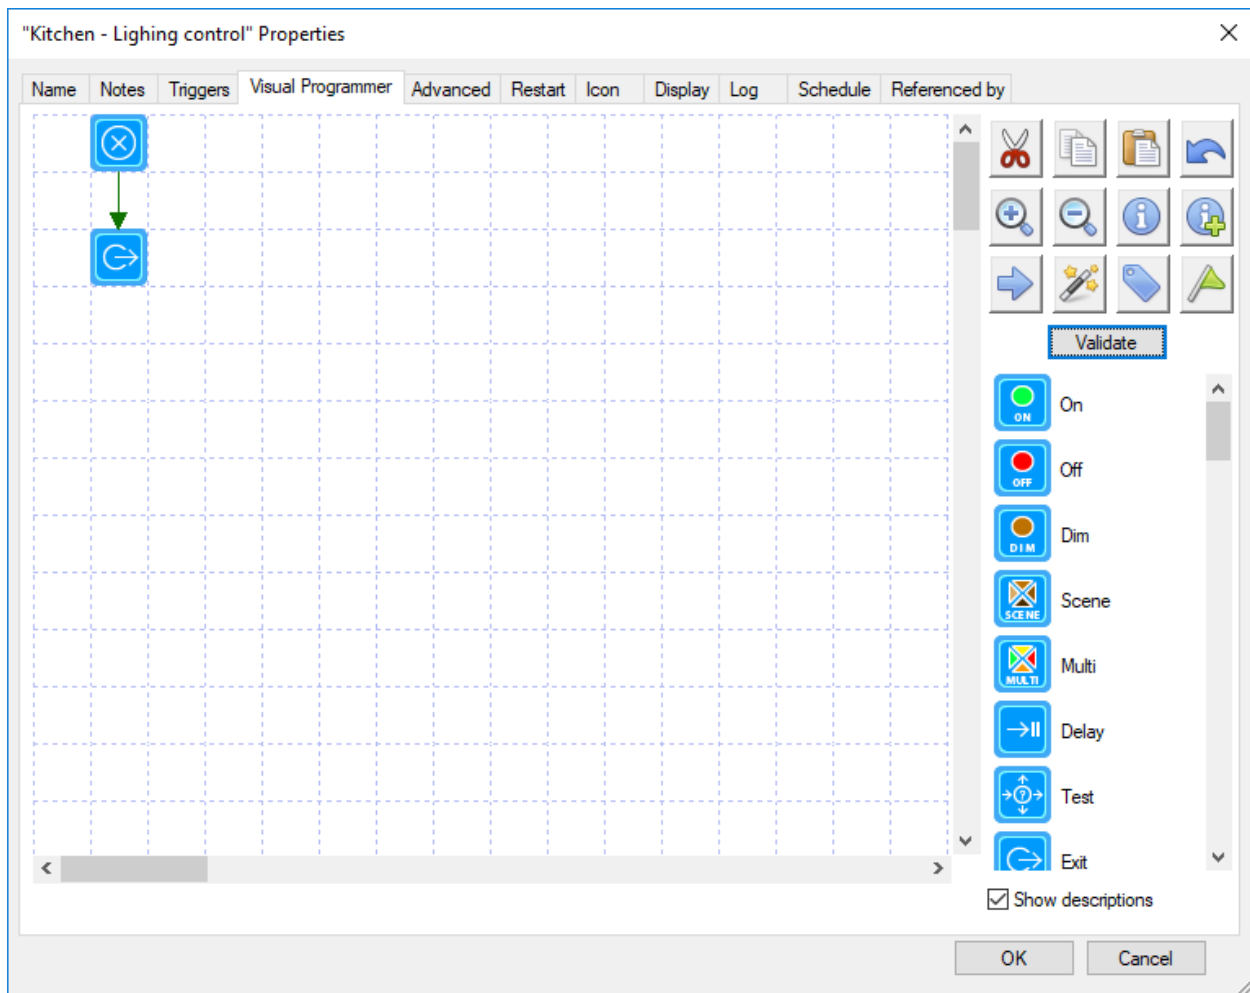 "Kitchen - Lighing control" Properties
Name Notes Triggers Visual Programmer Advanced Restart Icon Display Log Schedule Referenced by
Validate
ON On
OFF Off
DIM Dim
SCENE Scene
MULTI Multi
Delay
? Test
Exit
Show descriptions
OK Cancel